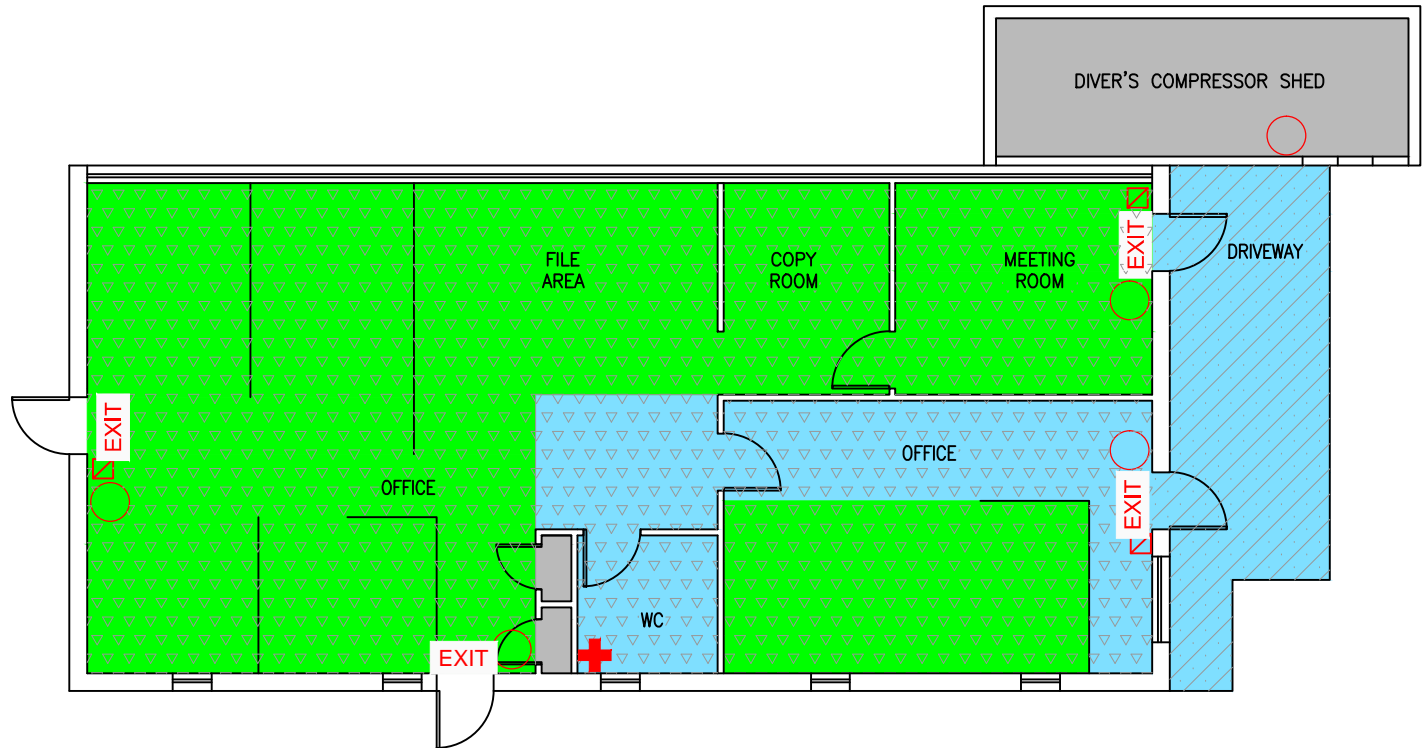 DIVER'S COMPRESSOR SHED
FILE
AREA
COPY
ROOM
MEETING
ROOM
EXIT
DRIVEWAY
EXIT
OFFICE
OFFICE
EXIT
WC
EXIT